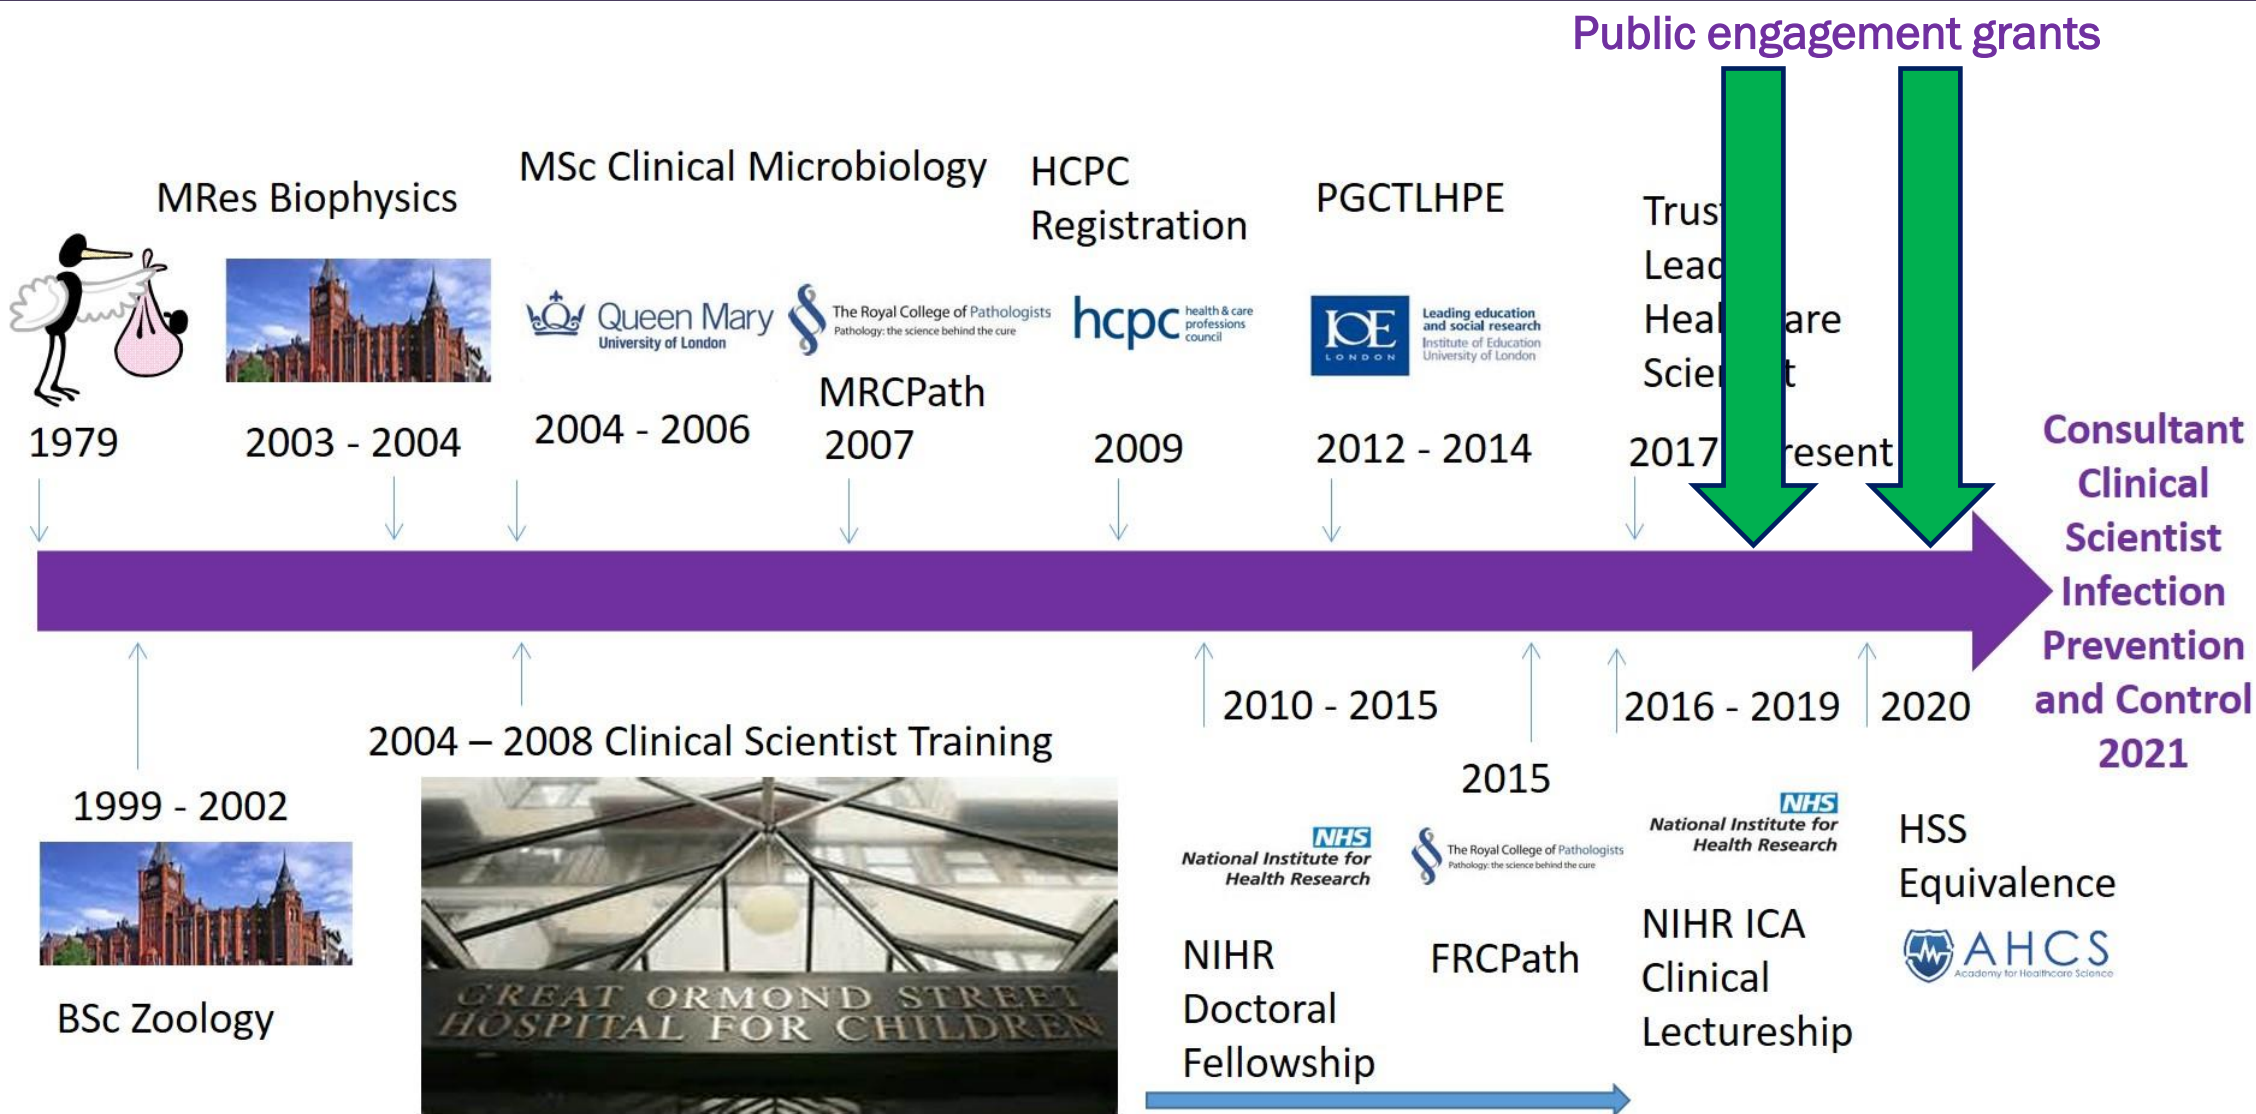 Public engagement grants
MRes Biophysics
MSc Clinical Microbiology
HCPC
Registration
PGCTLHPE
Trust
Lead
Healthcare
Scientist
Queen Mary
University of London
The Royal College of Pathologists
Pathology: the science behind the cure
hcpc
health & care
professions
council
IOE
LONDON
Leading education
and social research
Institute of Education
University of London
MRCPath
1979
2003 - 2004
2004 - 2006
2007
2009
2012 - 2014
2017
Consultant
Clinical
Scientist
Infection
Prevention
and Control
2021
1999 - 2002
BSc Zoology
2004 – 2008 Clinical Scientist Training
GREAT ORMOND STREET
HOSPITAL FOR CHILDREN
2010 - 2015
NHS
National Institute for
Health Research
NIHR
Doctoral
Fellowship
2015
The Royal College of Pathologists
Pathology: the science behind the cure
FRCPath
2016 - 2019
NHS
National Institute for
Health Research
NIHR ICA
Clinical
Lectureship
2020
HSS
Equivalence
AHCS
Academy for Healthcare Science